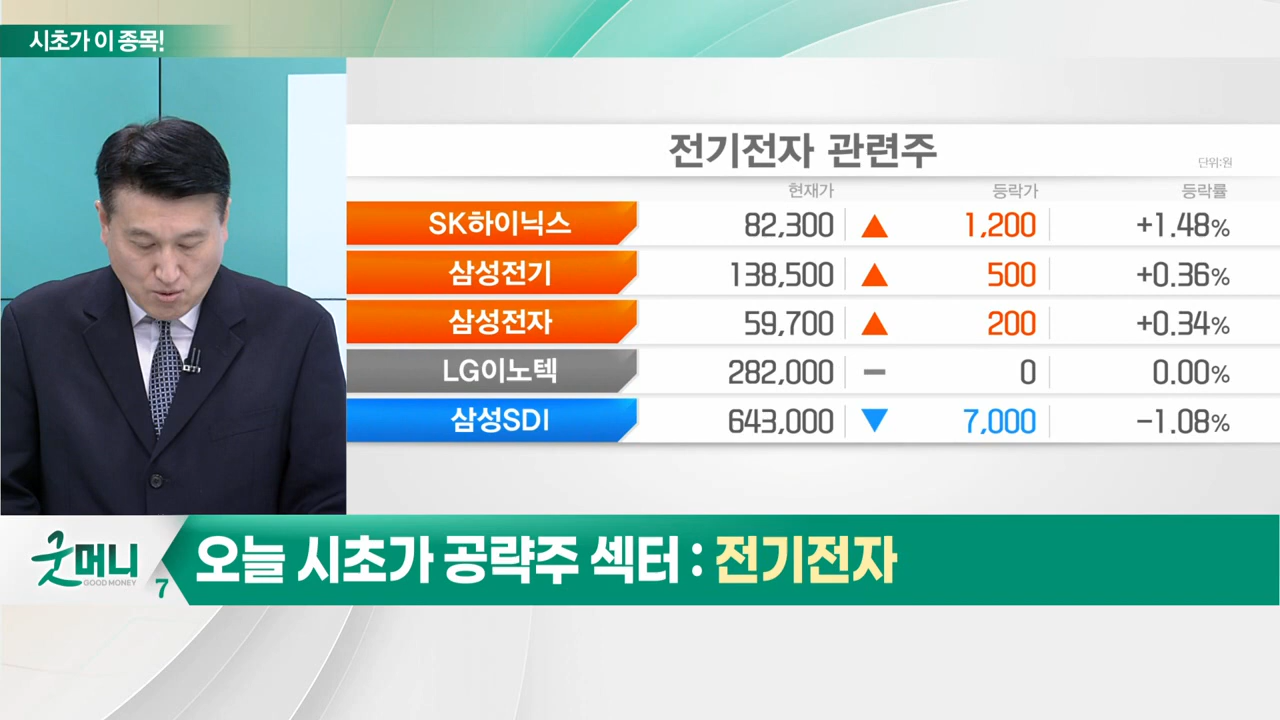 시초가 이 종목!
전기전자 관련주
단위:원
현재가 등락가 등락률
SK하이닉스 82,300 ▲ 1,200 +1.48%
삼성전기 138,500 ▲ 500 +0.36%
삼성전자 59,700 ▲ 200 +0.34%
LG이노텍 282,000 - 0 0.00%
삼성SDI 643,000 ▼ 7,000 -1.08%
굿머니
GOOD MONEY
7
오늘 시초가 공략주 섹터 : 전기전자